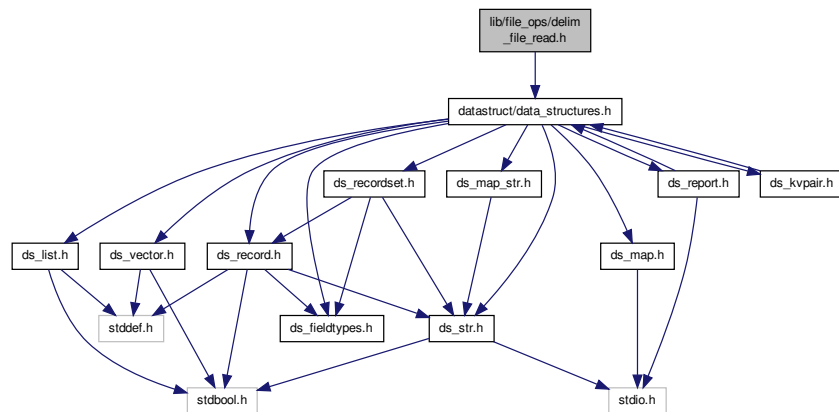 lib/file_ops/delim
_file_read.h
datastruct/data_structures.h
ds_recordset.h
ds_map_str.h
ds_report.h
ds_kvpair.h
ds_list.h
ds_vector.h
ds_record.h
ds_map.h
stddef.h
ds_fieldtypes.h
ds_str.h
stdbool.h
stdio.h